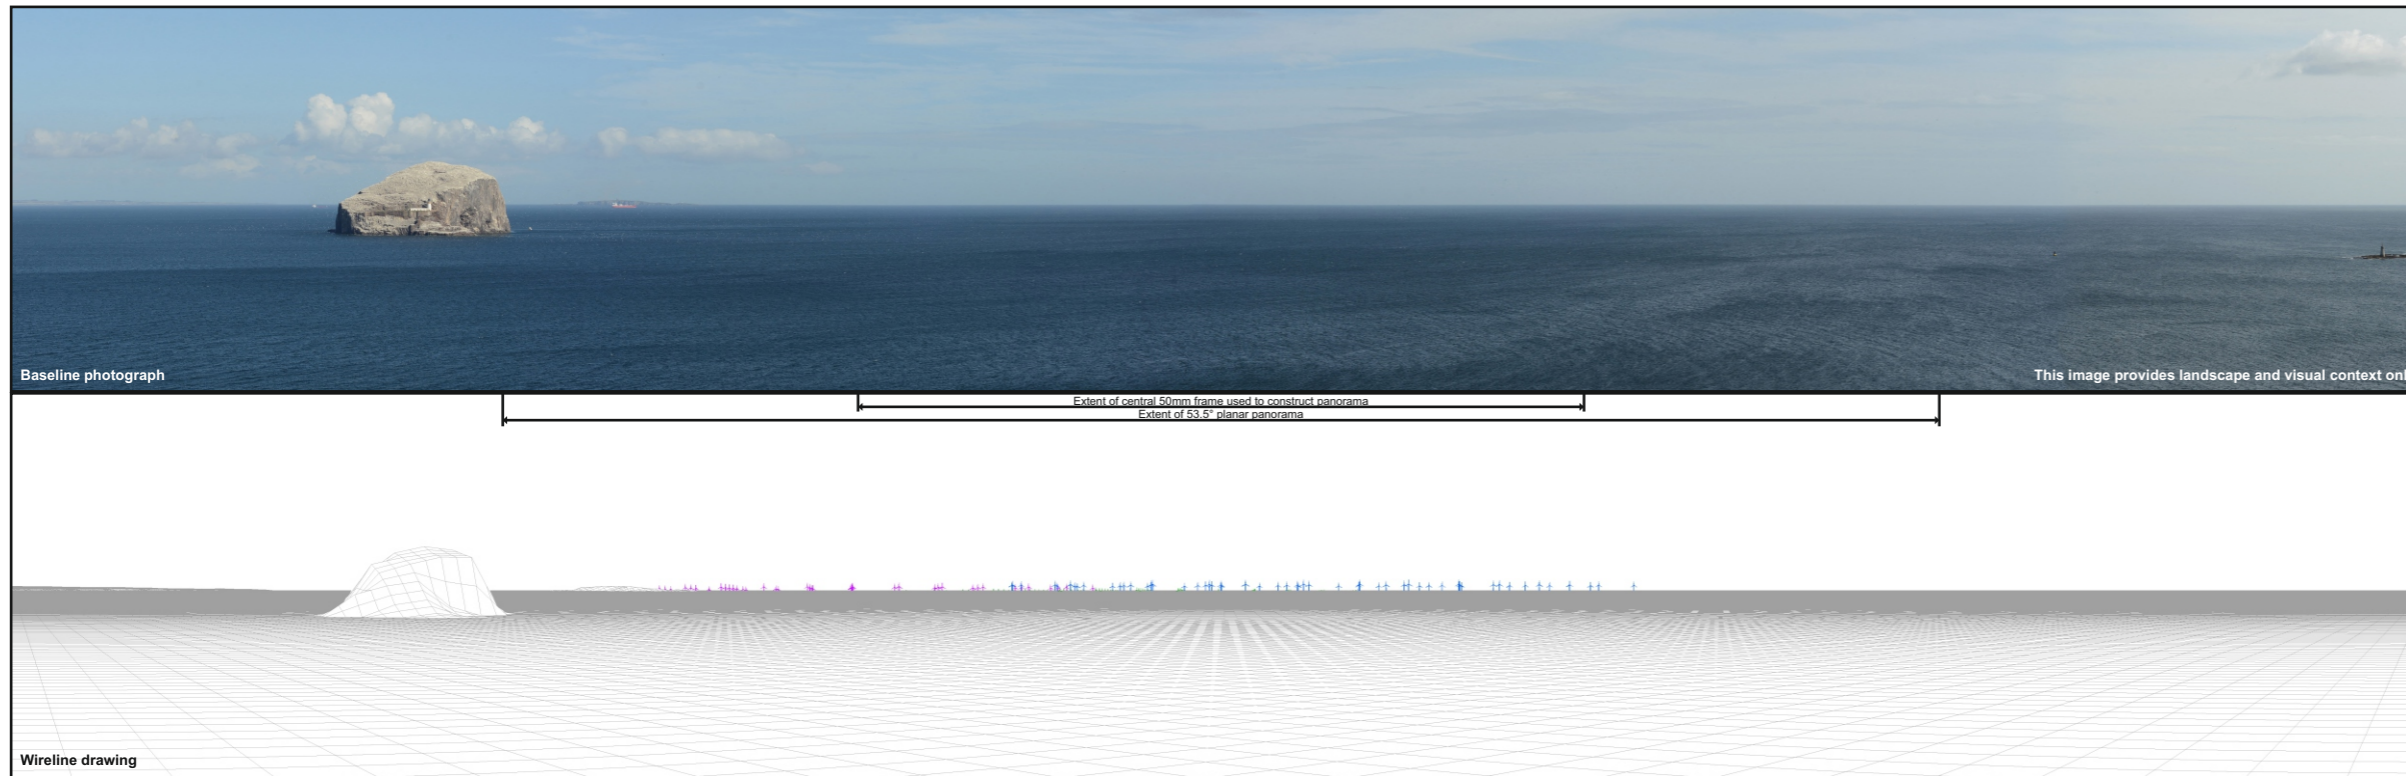 Baseline photograph
This image provides landscape and visual context onl
Extent of central 50mm frame used to construct panorama
Extent of 53.5° planar panorama
Wireline drawing